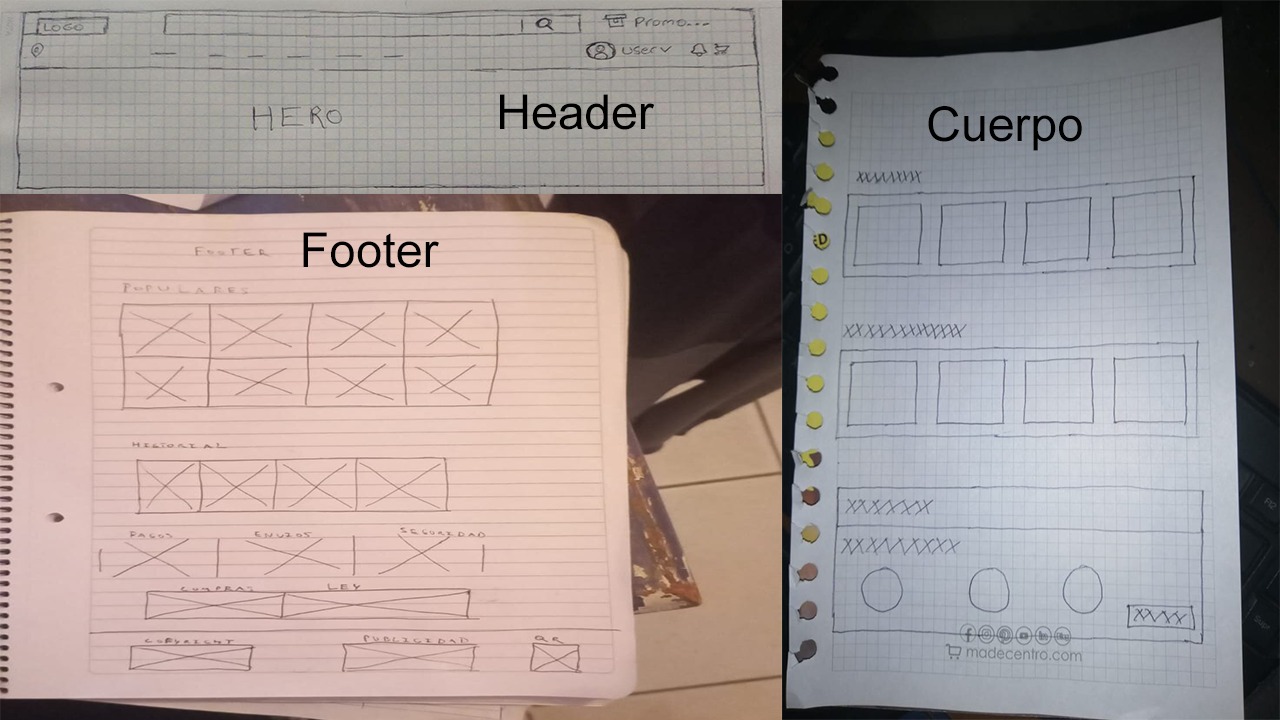 LOGO
Promo...
User
HERO
Header
FOOTER
Footer
POPULARES
HISTORIAL
PAGOS ENVIOS SEGURIDAD
COMPRAS LEY
COPYRIGHT PUBLICIDAD QR
Cuerpo
XXXXXXX
XXXXXXXXXXXX
XXXXXX
XXXXXXXXX
XXXX
madecentro.com